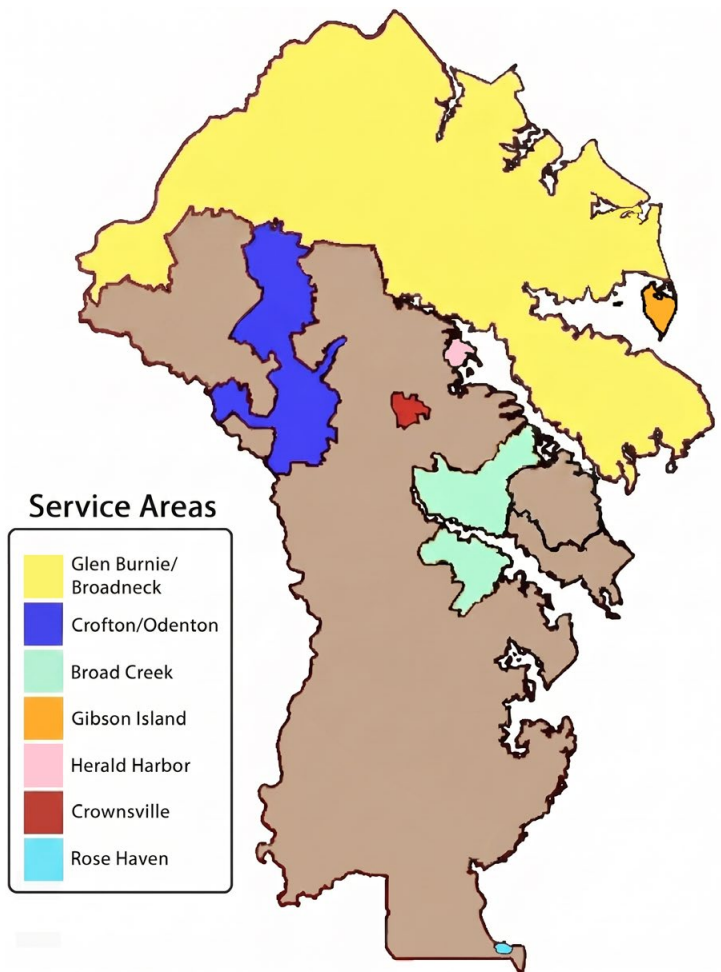 Service Areas
Glen Burnie/
Broadneck
Crofton/Odenton
Broad Creek
Gibson Island
Herald Harbor
Crownsville
Rose Haven